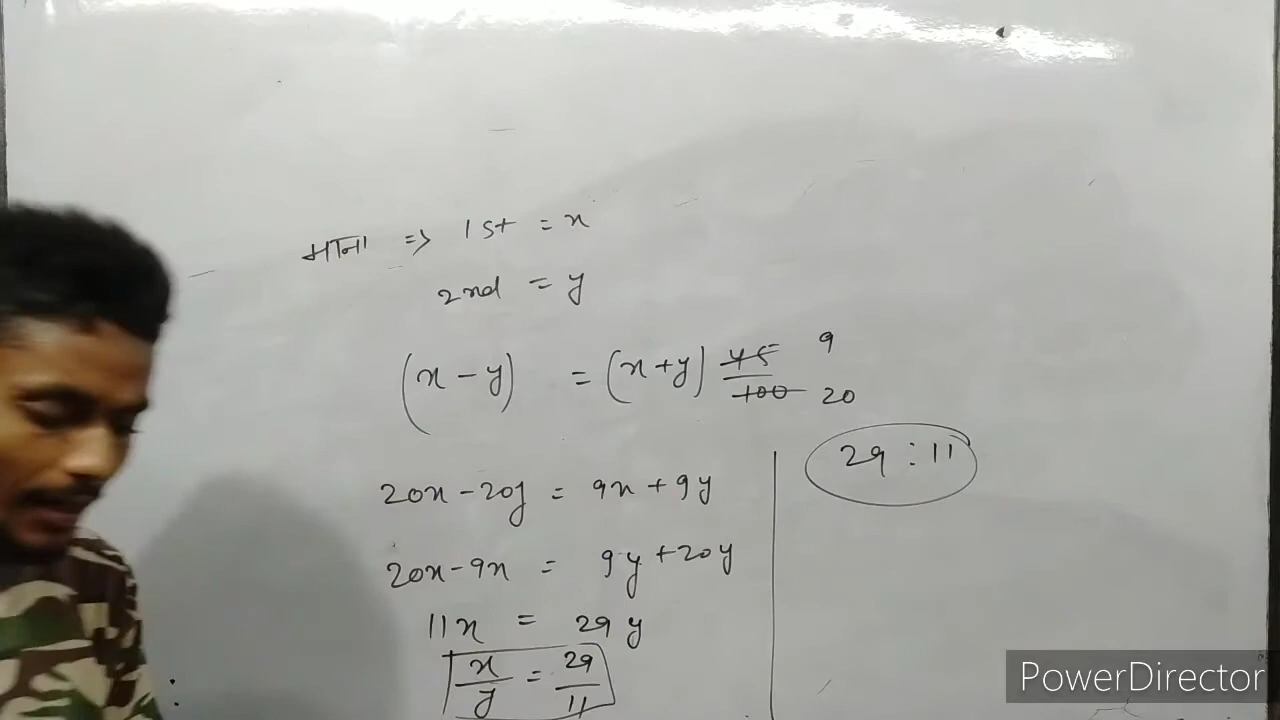 माना => 1st = x
2nd = y
(x - y) = (x + y) 45/100 9/20
20x - 20y = 9x + 9y
20x - 9x = 9y + 20y
11x = 29y
x/y = 29/11
29 : 11
PowerDirector